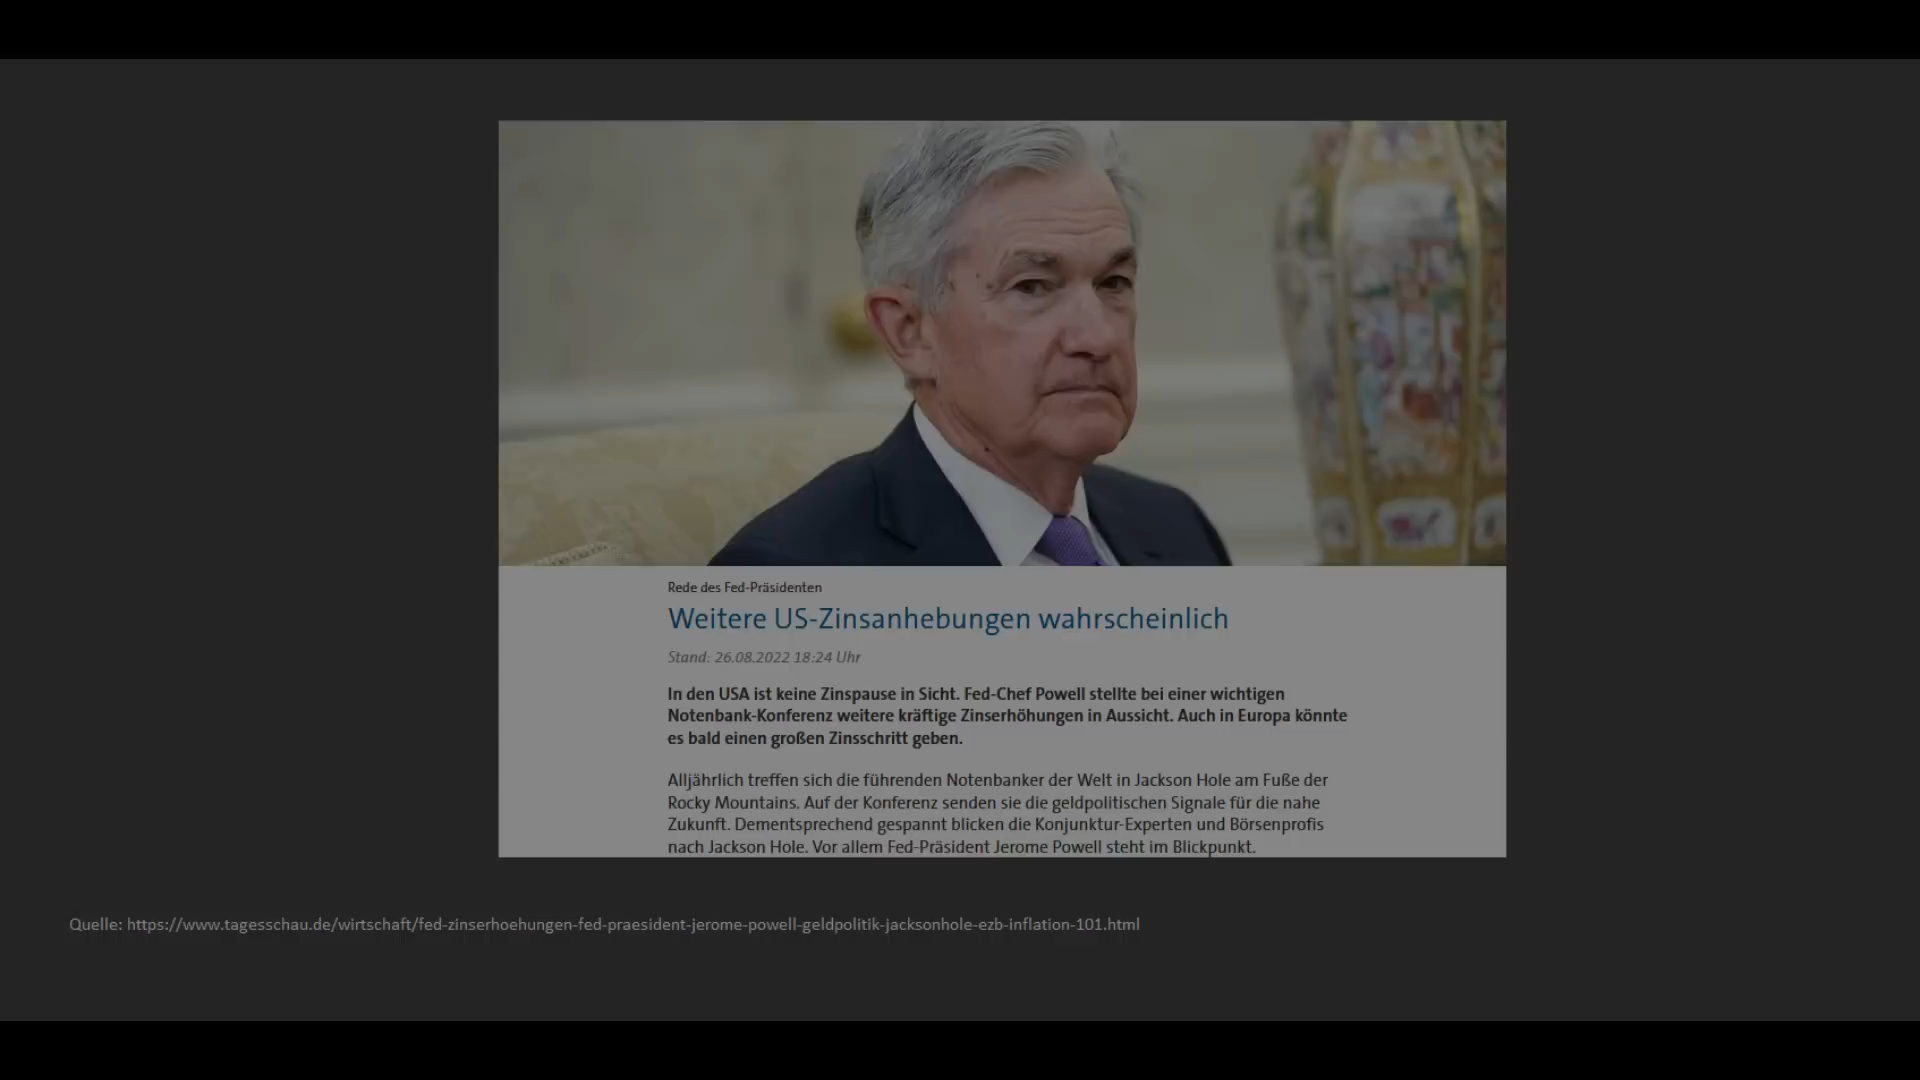 Rede des Fed-Präsidenten
Weitere US-Zinsanhebungen wahrscheinlich
Stand: 26.08.2022 18:24 Uhr
In den USA ist keine Zinspause in Sicht. Fed-Chef Powell stellte bei einer wichtigen
Notenbank-Konferenz weitere kräftige Zinserhöhungen in Aussicht. Auch in Europa könnte
es bald einen großen Zinsschritt geben.
Alljährlich treffen sich die führenden Notenbanker der Welt in Jackson Hole am Fuße der
Rocky Mountains. Auf der Konferenz senden sie die geldpolitischen Signale für die nahe
Zukunft. Dementsprechend gespannt blicken die Konjunktur-Experten und Börsenprofis
nach Jackson Hole. Vor allem Fed-Präsident Jerome Powell steht im Blickpunkt.
Quelle: https://www.tagesschau.de/wirtschaft/fed-zinserhoehungen-fed-praesident-jerome-powell-geldpolitik-jacksonhole-ezb-inflation-101.html